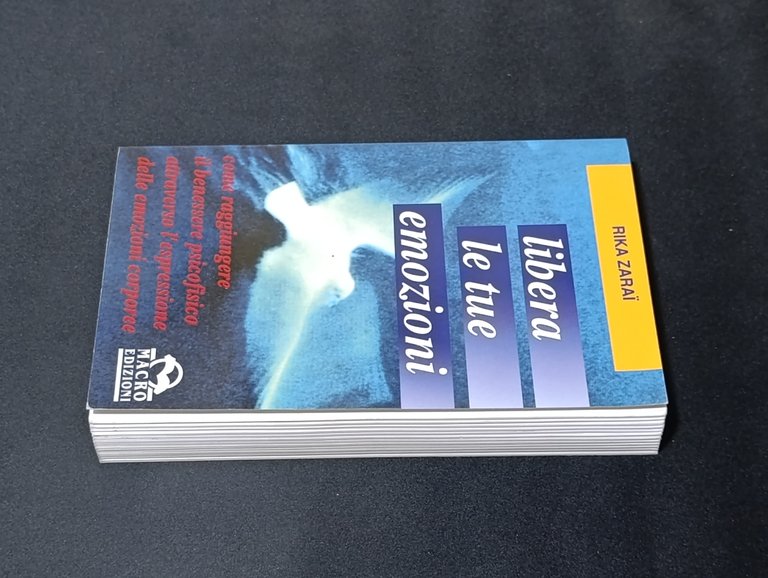 RIKA ZARAÏ
libera
le tue
emozioni
come raggiungere
il benessere psicofisico
attraverso l'espressione
delle emozioni corporee
MACRO
EDIZIONI